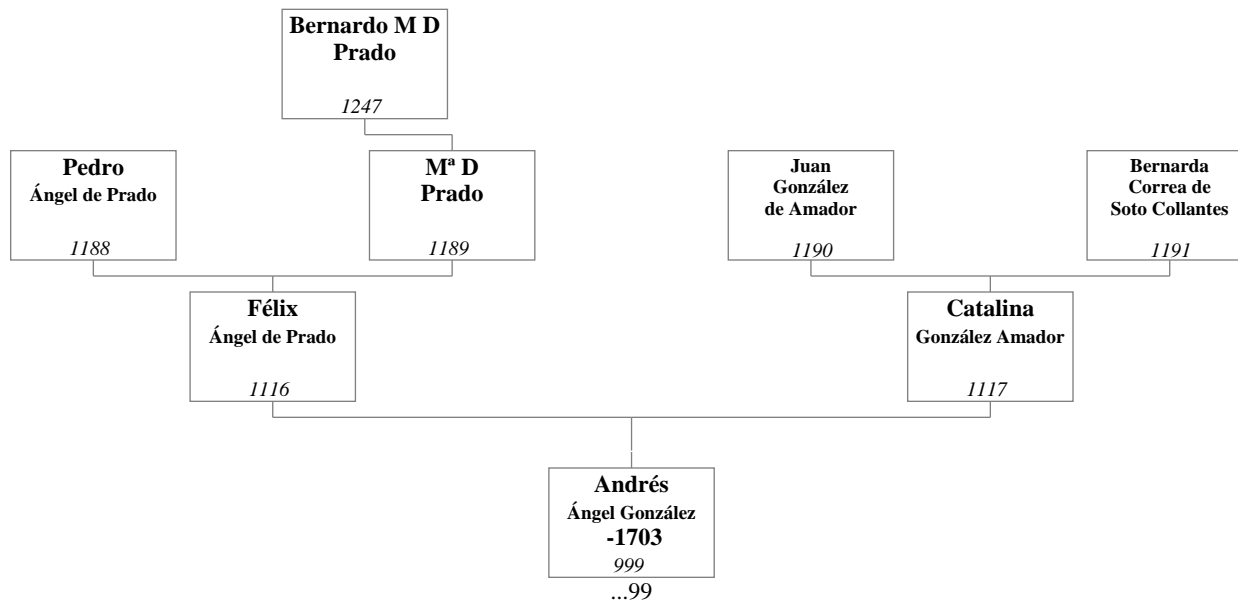 Bernardo M D
Prado
1247
Pedro
Ángel de Prado
1188
Mª D
Prado
1189
Juan
González
de Amador
1190
Bernarda
Correa de
Soto Collantes
1191
Félix
Ángel de Prado
1116
Catalina
González Amador
1117
Andrés
Ángel González
-1703
999
...99